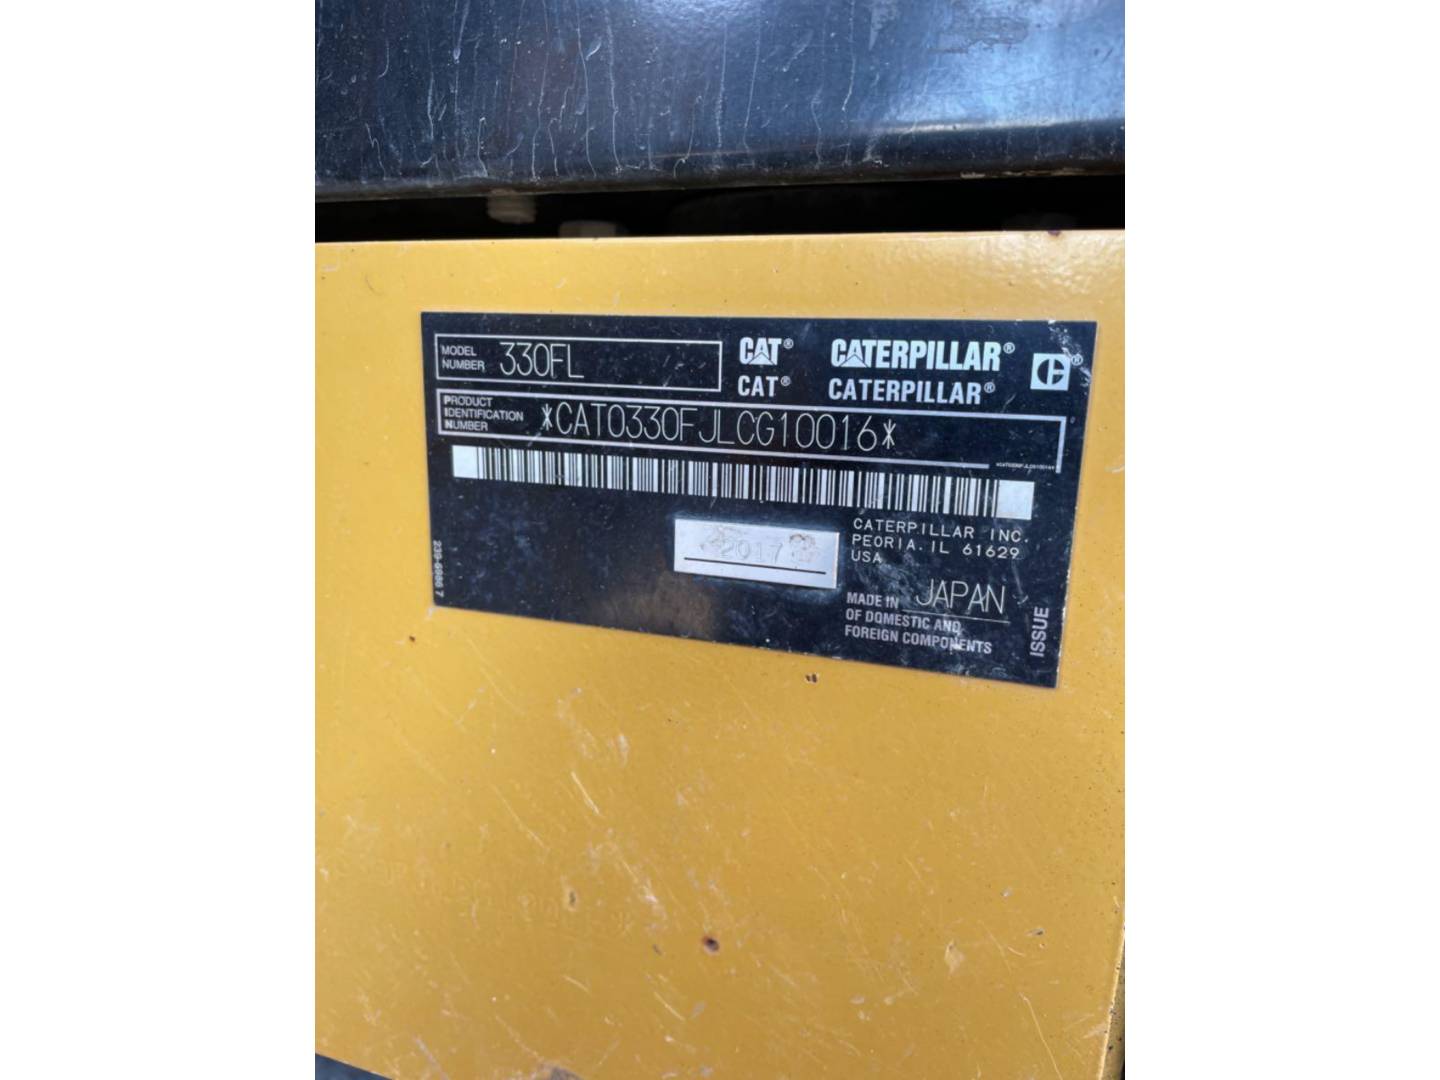 MODEL NUMBER 330FL
CAT® CATERPILLAR®
CAT® CATERPILLAR®
PRODUCT IDENTIFICATION NUMBER *CAT0330FJLCG10016*
2017
CATERPILLAR INC.
PEORIA, IL 61629
USA
MADE IN JAPAN
OF DOMESTIC AND
FOREIGN COMPONENTS
ISSUE